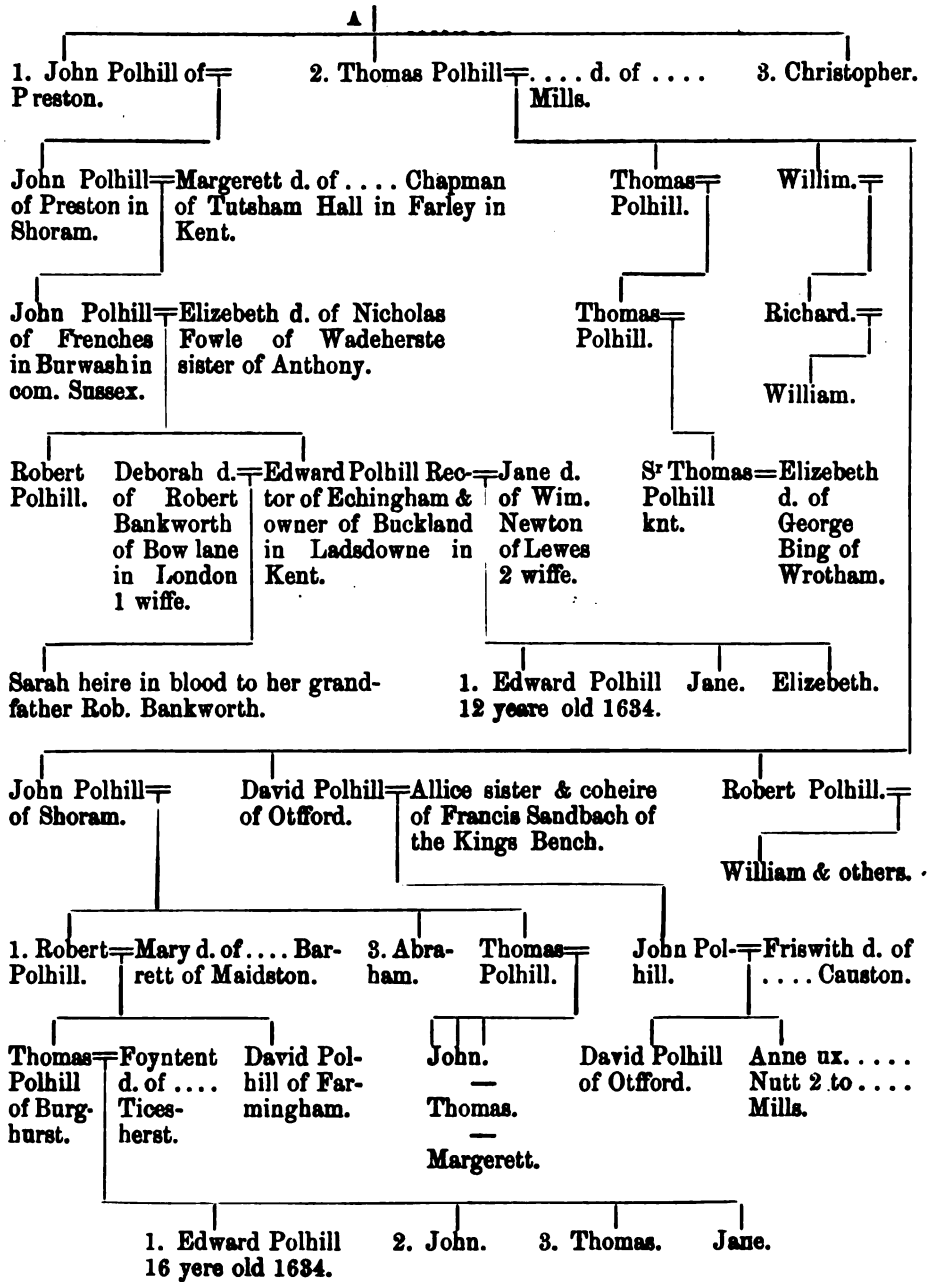 A
1. John Polhill of
Preston.
2. Thomas Polhill
.... d. of ....
Mills.
3. Christopher.
John Polhill
of Preston in
Shoram.
Margerett d. of .... Chapman
of Tutsham Hall in Farley in
Kent.
Thomas
Polhill.
Willim.
John Polhill
of Frenches
in Burwash in
com. Sussex.
Elizebeth d. of Nicholas
Fowle of Wadeherste
sister of Anthony.
Thomas
Polhill.
Richard.
William.
Robert
Polhill.
Deborah d.
of Robert
Bankworth
of Bow lane
in London
1 wiffe.
Edward Polhill Rec-
tor of Echingham &
owner of Buckland
in Ladsdowne in
Kent.
Jane d.
of Wim.
Newton
of Lewes
2 wiffe.
Sr Thomas
Polhill
knt.
Elizebeth
d. of
George
Bing of
Wrotham.
Sarah heire in blood to her grand-
father Rob. Bankworth.
1. Edward Polhill
12 yeare old 1634.
Jane.
Elizebeth.
John Polhill
of Shoram.
David Polhill
of Otfford.
Allice sister & coheire
of Francis Sandbach of
the Kings Bench.
Robert Polhill.
William & others.
1. Robert
Polhill.
Mary d. of .... Bar-
rett of Maidston.
3. Abra-
ham.
Thomas
Polhill.
John Pol-
hill.
Friswith d. of
.... Causton.
Thomas
Polhill
of Burg-
hurst.
Foyntent
d. of ....
Tices-
herst.
David Pol-
hill of Far-
mingham.
John.
—
Thomas.
—
Margerett.
David Polhill
of Otfford.
Anne ux.....
Nutt 2 to ....
Mills.
1. Edward Polhill
16 yere old 1634.
2. John.
3. Thomas.
Jane.